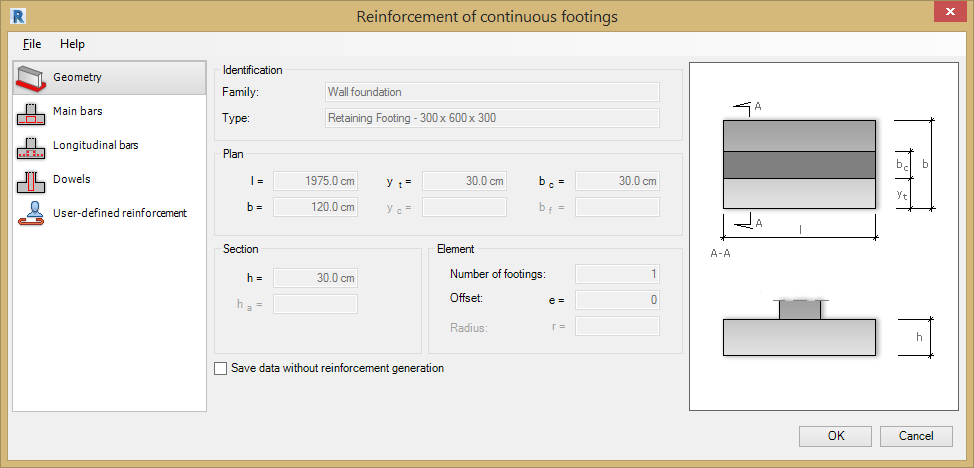 R
Reinforcement of continuous footings
x
File Help
Geometry
Main bars
Longitudinal bars
Dowels
User-defined reinforcement
Identification
Family: Wall foundation
Type: Retaining Footing - 300 x 600 x 300
Plan
l = 1975.0 cm y t = 30.0 cm b c = 30.0 cm
b = 120.0 cm y c = b f =
Section
h = 30.0 cm
h a =
Element
Number of footings: 1
Offset: e = 0
Radius: r =
Save data without reinforcement generation
A
bc b
yt
A
l
A-A
h
OK Cancel